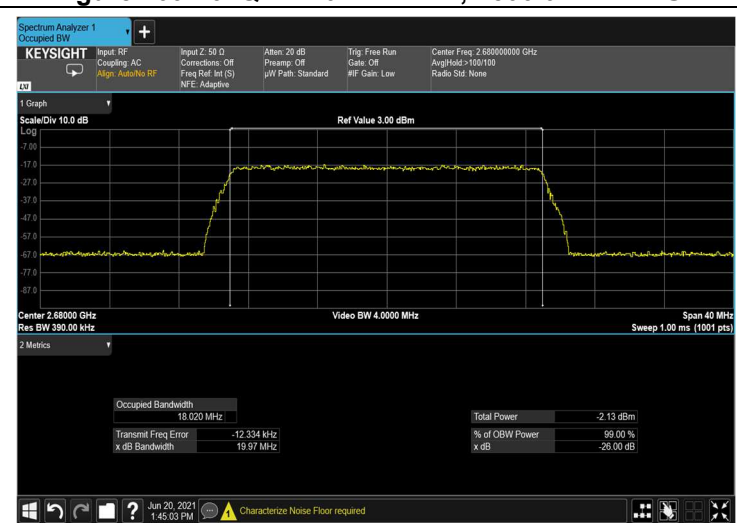 Spectrum Analyzer 1
Occupied BW
KEYSIGHT
Input: RF
Coupling: AC
Align: Auto/No RF
Input Z: 50 Ω
Corrections: Off
Freq Ref: Int (S)
NFE: Adaptive
Atten: 20 dB
Preamp: Off
µW Path: Standard
Trig: Free Run
Gate: Off
#IF Gain: Low
Center Freq: 2.680000000 GHz
Avg|Hold:>100/100
Radio Std: None
LXI
1 Graph
Scale/Div 10.0 dB
Ref Value 3.00 dBm
Log
-7.00
-17.0
-27.0
-37.0
-47.0
-57.0
-67.0
-77.0
-87.0
Center 2.68000 GHz
Video BW 4.0000 MHz
Span 40 MHz
Res BW 390.00 kHz
Sweep 1.00 ms (1001 pts)
2 Metrics
Occupied Bandwidth
18.020 MHz
Total Power -2.13 dBm
Transmit Freq Error -12.334 kHz
% of OBW Power 99.00 %
x dB Bandwidth 19.97 MHz
x dB -26.00 dB
Jun 20, 2021
1:45:03 PM
1
Characterize Noise Floor required